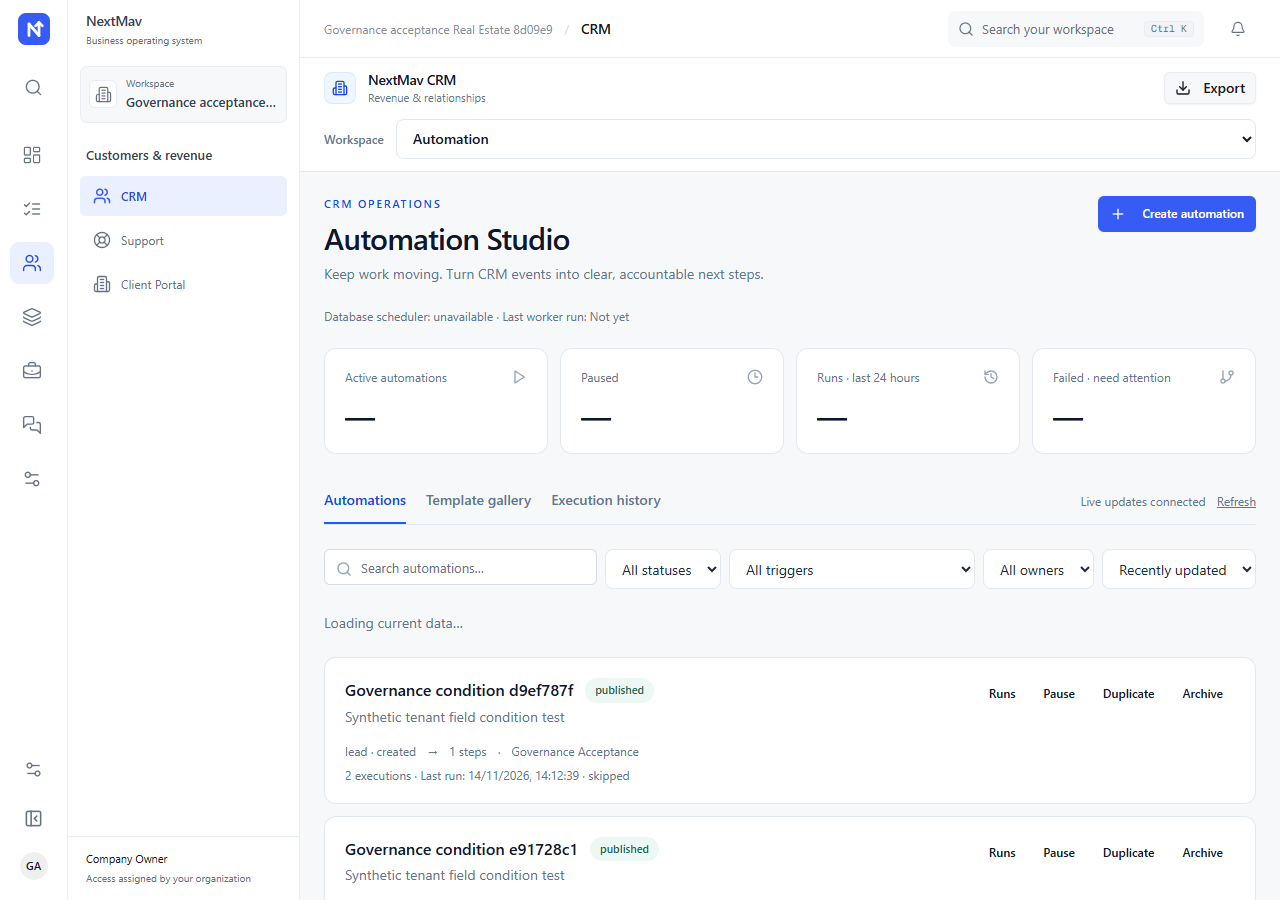 NextMav
Business operating system
Workspace
Governance acceptance...
Customers & revenue
CRM
Support
Client Portal
GA
Company Owner
Access assigned by your organization
Governance acceptance Real Estate 8d09e9 / CRM
Search your workspace Ctrl K
NextMav CRM
Revenue & relationships
Export
Workspace Automation
CRM OPERATIONS
Automation Studio
Keep work moving. Turn CRM events into clear, accountable next steps.
Create automation
Database scheduler: unavailable · Last worker run: Not yet
Active automations
—
Paused
—
Runs · last 24 hours
—
Failed · need attention
—
Automations Template gallery Execution history
Live updates connected Refresh
Search automations... All statuses All triggers All owners Recently updated
Loading current data...
Governance condition d9ef787f published
Runs Pause Duplicate Archive
Synthetic tenant field condition test
lead · created → 1 steps · Governance Acceptance
2 executions · Last run: 14/11/2026, 14:12:39 · skipped
Governance condition e91728c1 published
Runs Pause Duplicate Archive
Synthetic tenant field condition test